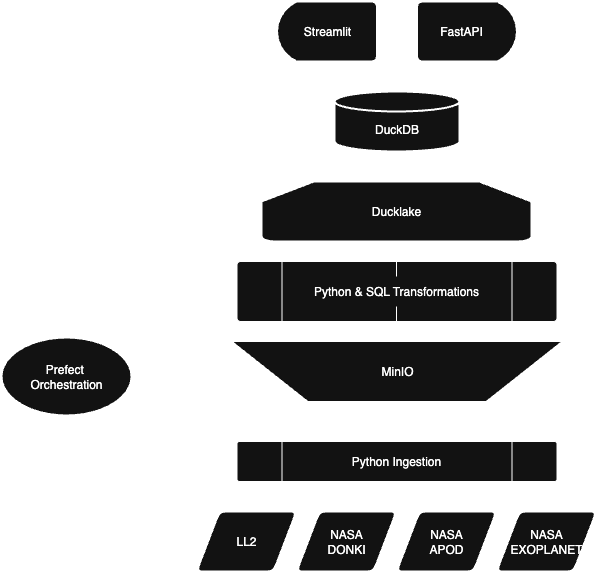 Streamlit
FastAPI
DuckDB
Ducklake
Python & SQL Transformations
Prefect
Orchestration
MinIO
Python Ingestion
LL2
NASA
DONKI
NASA
APOD
NASA
EXOPLANET